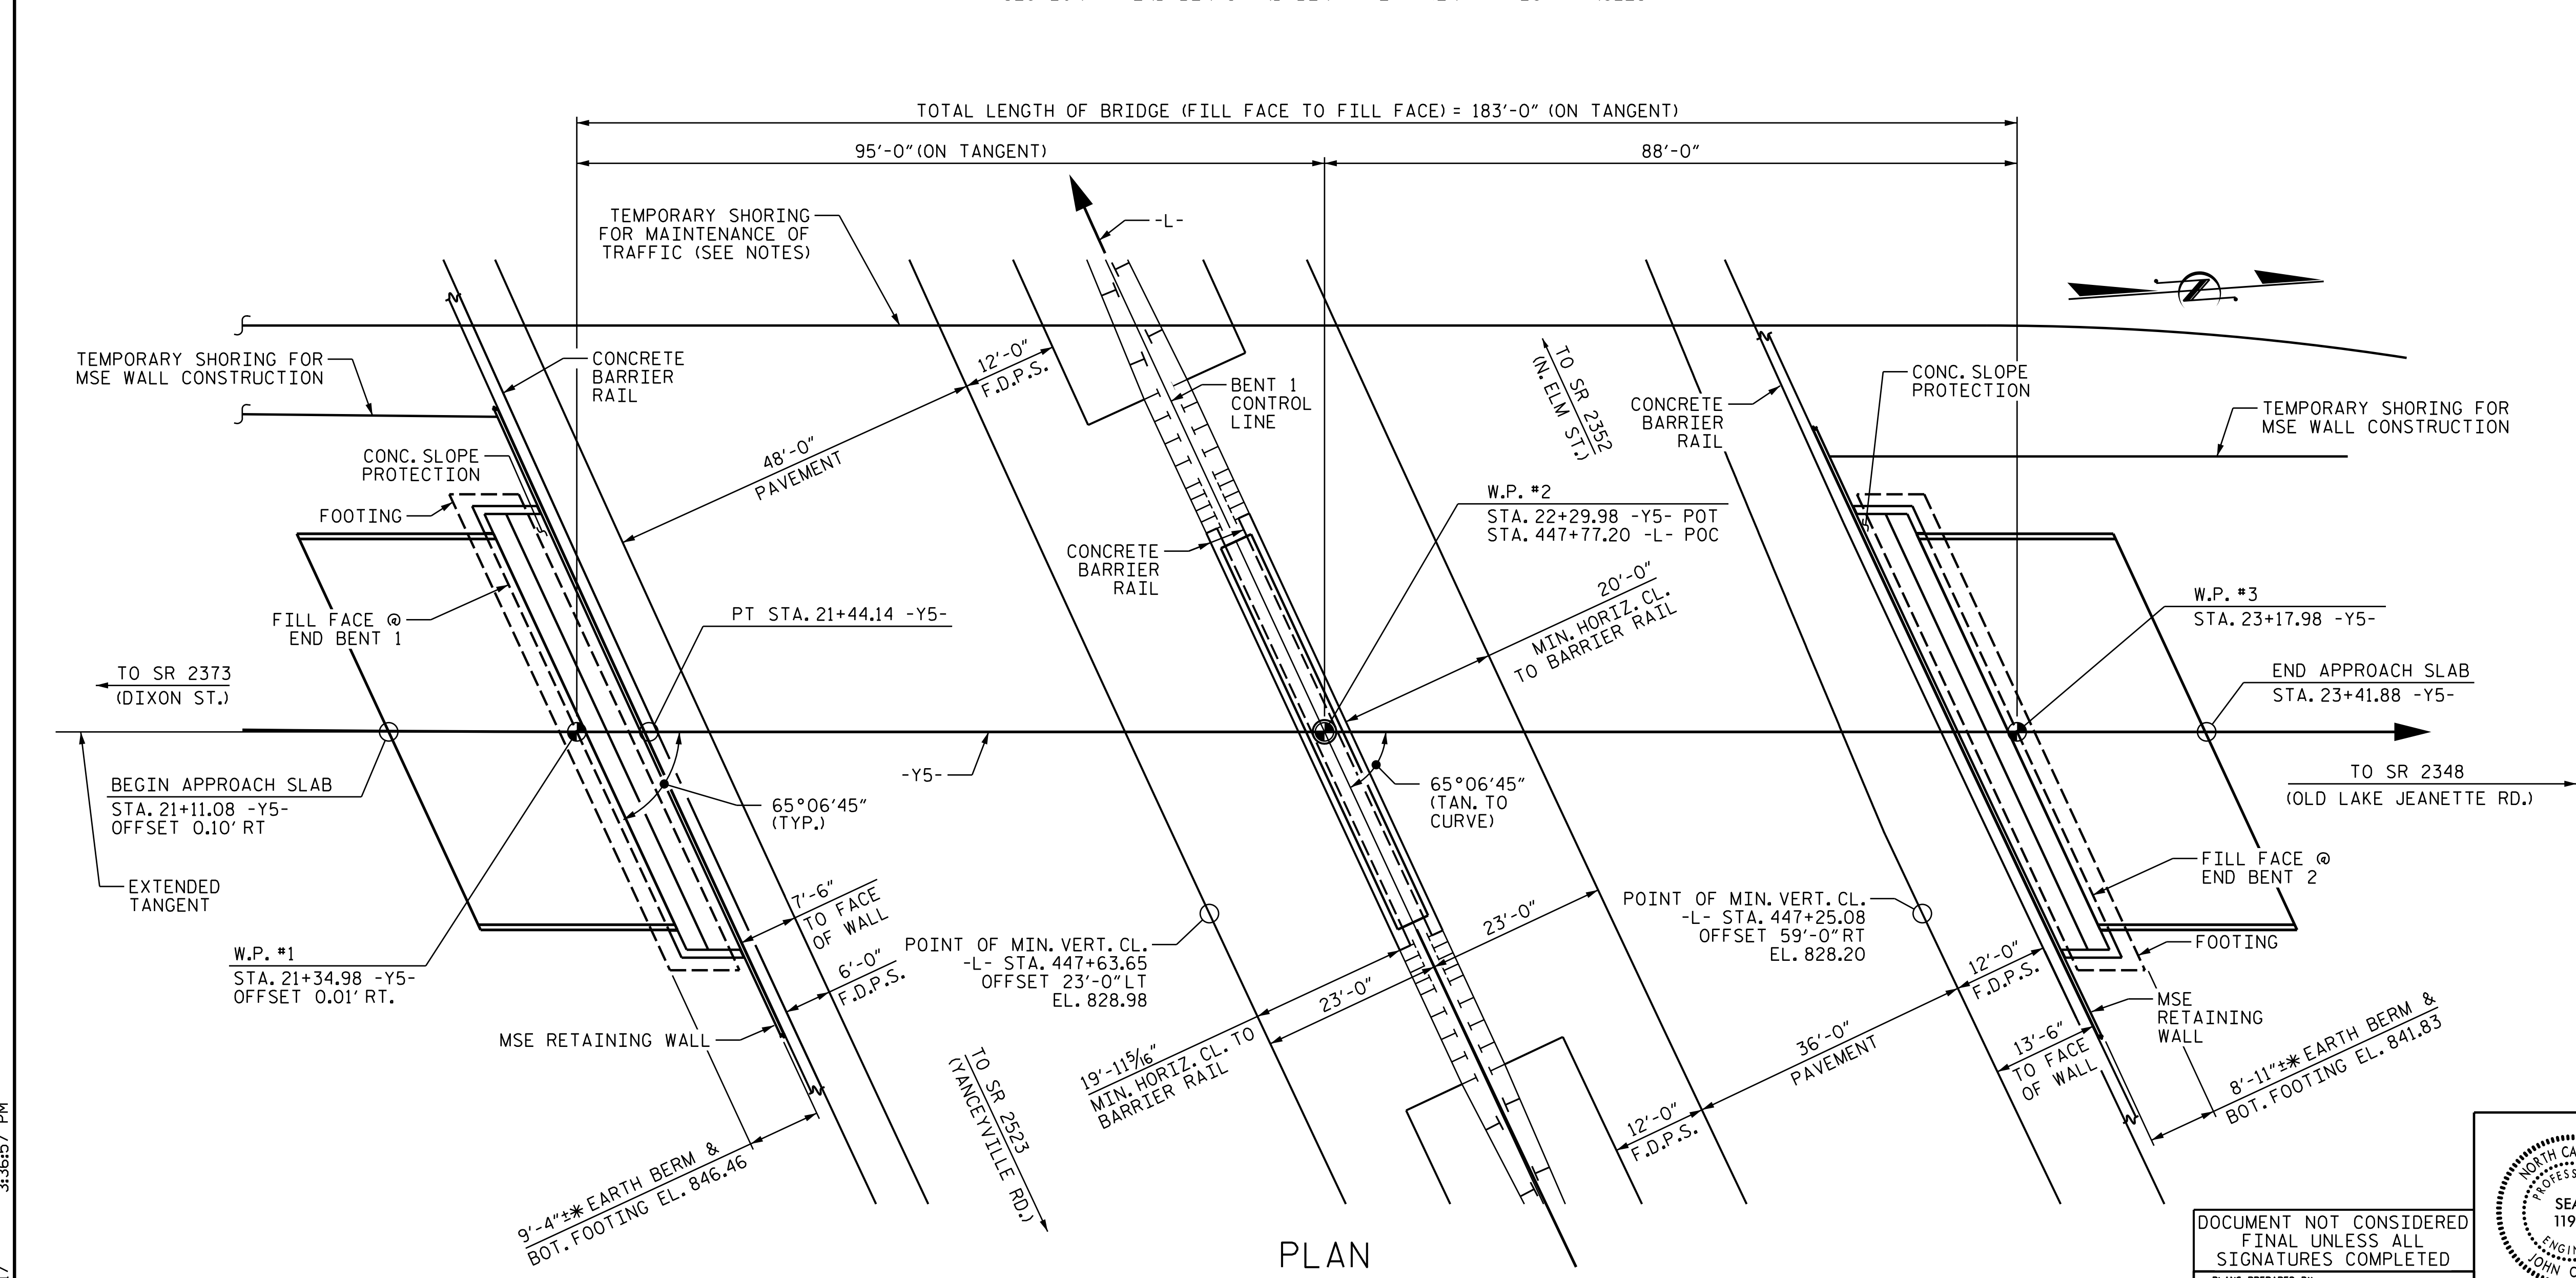 TOTAL LENGTH OF BRIDGE (FILL FACE TO FILL FACE) = 183'-0" (ON TANGENT)
95'-0"(ON TANGENT)
88'-0"
TEMPORARY SHORING
FOR MAINTENANCE OF
TRAFFIC (SEE NOTES)
-L-
TEMPORARY SHORING FOR
MSE WALL CONSTRUCTION
CONCRETE
BARRIER
RAIL
12'-0"
F.D.P.S.
48'-0"
PAVEMENT
BENT 1
CONTROL
LINE
TO SR 2352
(N. ELM ST.)
CONCRETE
BARRIER
RAIL
CONC. SLOPE
PROTECTION
TEMPORARY SHORING FOR
MSE WALL CONSTRUCTION
CONC. SLOPE
PROTECTION
FOOTING
CONCRETE
BARRIER
RAIL
W.P. #2
STA. 22+29.98 -Y5- POT
STA. 447+77.20 -L- POC
20'-0"
MIN. HORIZ. CL.
TO BARRIER RAIL
FILL FACE @
END BENT 1
PT STA. 21+44.14 -Y5-
W.P. #3
STA. 23+17.98 -Y5-
TO SR 2373
(DIXON ST.)
END APPROACH SLAB
STA. 23+41.88 -Y5-
BEGIN APPROACH SLAB
STA. 21+11.08 -Y5-
OFFSET 0.10' RT
-Y5-
65°06'45"
(TYP.)
65°06'45"
(TAN. TO
CURVE)
TO SR 2348
(OLD LAKE JEANETTE RD.)
EXTENDED
TANGENT
7'-6"
TO FACE
OF WALL
6'-0"
F.D.P.S.
POINT OF MIN. VERT. CL.
-L- STA. 447+63.65
OFFSET 23'-0" LT
EL. 828.98
23'-0"
23'-0"
POINT OF MIN. VERT. CL.
-L- STA. 447+25.08
OFFSET 59'-0" RT
EL. 828.20
FILL FACE @
END BENT 2
FOOTING
12'-0"
F.D.P.S.
W.P. #1
STA. 21+34.98 -Y5-
OFFSET 0.01' RT.
MSE RETAINING WALL
MSE
RETAINING
WALL
19'-11 5/16"
MIN. HORIZ. CL. TO
BARRIER RAIL
36'-0"
PAVEMENT
13'-6"
TO FACE
OF WALL
12'-0"
F.D.P.S.
8'-11"±* EARTH BERM &
BOT. FOOTING EL. 841.83
TO SR 2523
(YANCEYVILLE RD.)
9'-4"±* EARTH BERM &
BOT. FOOTING EL. 846.46
PLAN
DOCUMENT NOT CONSIDERED
FINAL UNLESS ALL
SIGNATURES COMPLETED
NORTH CA
PROFESS
SEA
119
ENGIN
JOHN C
3:36:57 PM